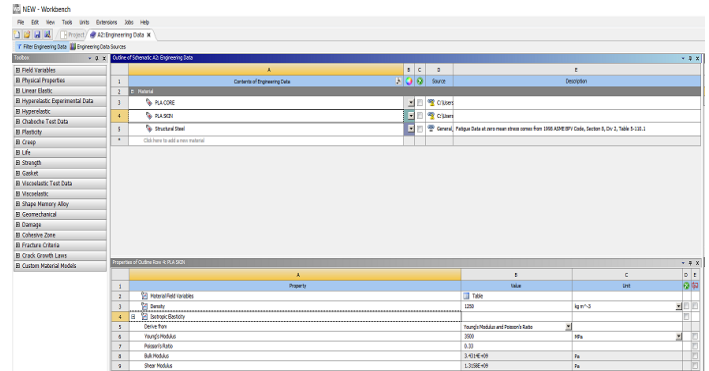 NEW - Workbench
File Edit View Tools Units Extensions Jobs Help
Project A2:Engineering Data x
Filter Engineering Data Engineering Data Sources
Toolbox
Outline of Schematic A2: Engineering Data
Field Variables
Physical Properties
Linear Elastic
Hyperelastic Experimental Data
Hyperelastic
Chaboche Test Data
Plasticity
Creep
Life
Strength
Gasket
Viscoelastic Test Data
Viscoelastic
Shape Memory Alloy
Geomechanical
Damage
Cohesive Zone
Fracture Criteria
Crack Growth Laws
Custom Material Models
A B C D E
1 Contents of Engineering Data Source Description
2 Material
3 PLA CORE C:\Users
4 PLA SKIN C:\Users
5 Structural Steel General_ Fatigue Data at zero mean stress comes from 1998 ASME BPV Code, Section 8, Div 2, Table 5-110.1
* Click here to add a new material
Properties of Outline Row 4: PLA SKIN
A B C D E
1 Property Value Unit
2 Material Field Variables Table
3 Density 1250 kg m^-3
4 Isotropic Elasticity
5 Derive from Young's Modulus and Poisson's Ratio
6 Young's Modulus 3500 MPa
7 Poisson's Ratio 0.33
8 Bulk Modulus 3.4314E+09 Pa
9 Shear Modulus 1.3158E+09 Pa